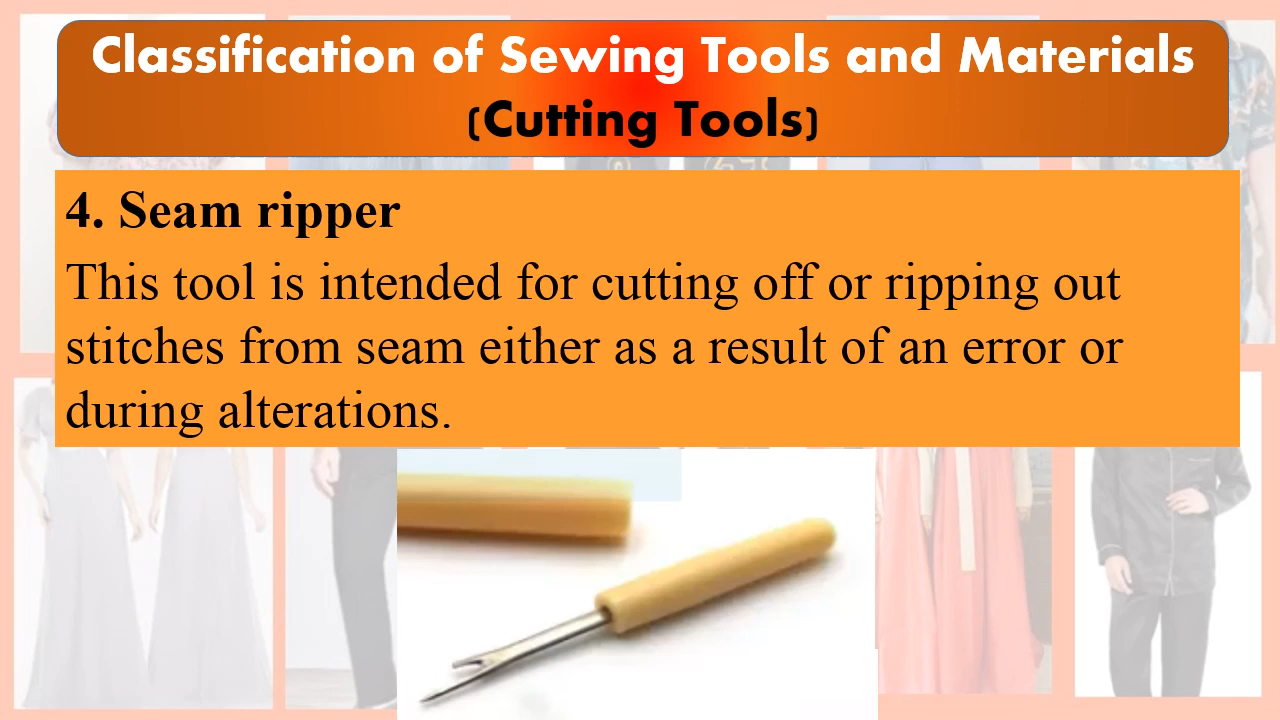 Classification of Sewing Tools and Materials
(Cutting Tools)
4. Seam ripper
This tool is intended for cutting off or ripping out
stitches from seam either as a result of an error or
during alterations.